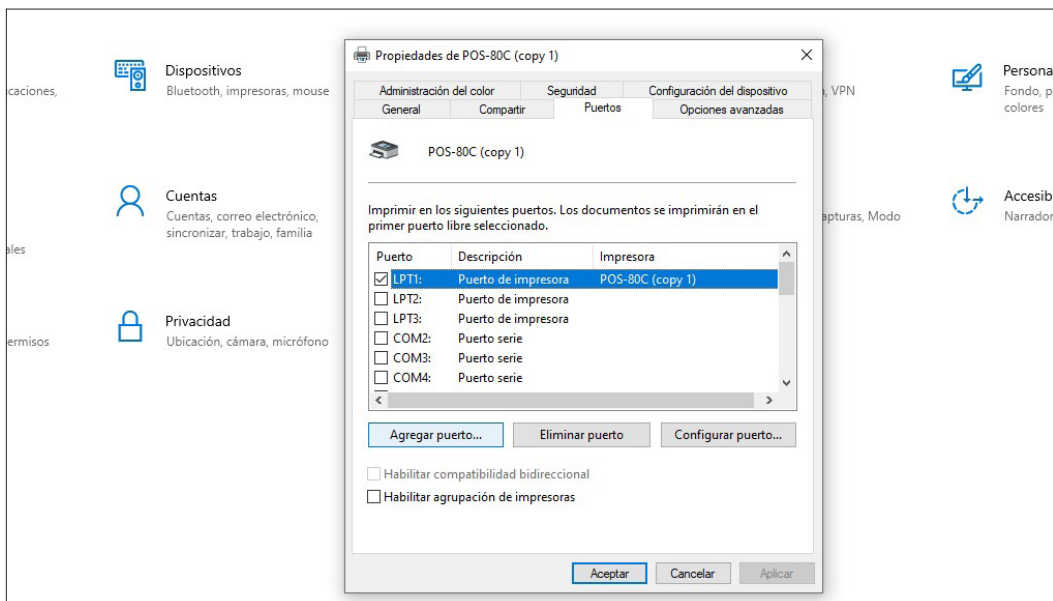 Propiedades de POS-80C (copy 1)
Administración del color
Seguridad
Configuración del dispositivo
General
Compartir
Puertos
Opciones avanzadas
POS-80C (copy 1)
Imprimir en los siguientes puertos. Los documentos se imprimirán en el
primer puerto libre seleccionado.
Puerto Descripción Impresora
LPT1: Puerto de impresora POS-80C (copy 1)
LPT2: Puerto de impresora
LPT3: Puerto de impresora
COM2: Puerto serie
COM3: Puerto serie
COM4: Puerto serie
Agregar puerto... Eliminar puerto Configurar puerto...
Habilitar compatibilidad bidireccional
Habilitar agrupación de impresoras
Aceptar Cancelar Aplicar
caciones,
Dispositivos
Bluetooth, impresoras, mouse
, VPN
Persona
Fondo, p
colores
ales
Cuentas
Cuentas, correo electrónico,
sincronizar, trabajo, familia
apturas, Modo
Accesib
Narrador
ermisos
Privacidad
Ubicación, cámara, micrófono